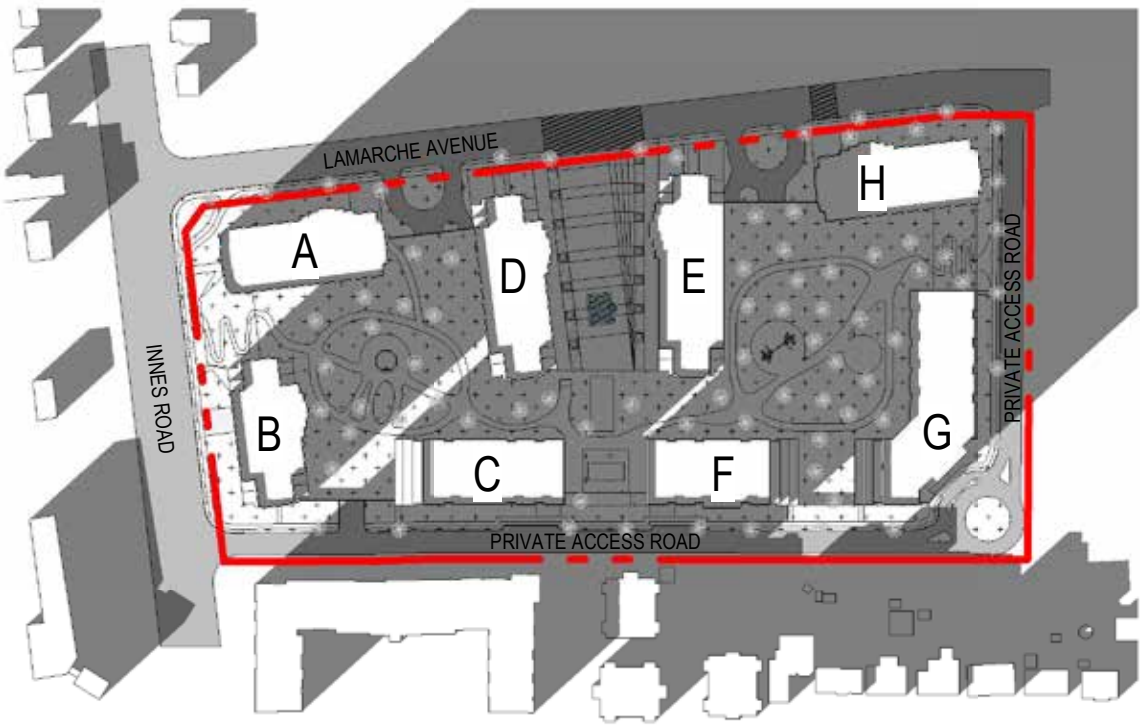 LAMARCHE AVENUE
H
A
D
E
PRIVATE ACCESS ROAD
INNES ROAD
B
C
F
G
PRIVATE ACCESS ROAD